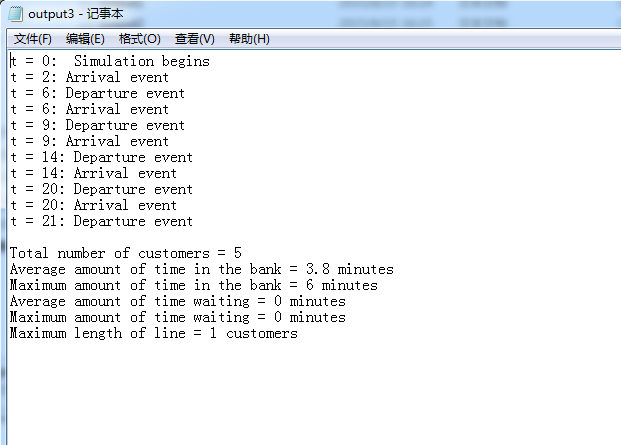 output3 - 记事本
文件(F) 编辑(E) 格式(O) 查看(V) 帮助(H)
t = 0:  Simulation begins
t = 2: Arrival event
t = 6: Departure event
t = 6: Arrival event
t = 9: Departure event
t = 9: Arrival event
t = 14: Departure event
t = 14: Arrival event
t = 20: Departure event
t = 20: Arrival event
t = 21: Departure event
Total number of customers = 5
Average amount of time in the bank = 3.8 minutes
Maximum amount of time in the bank = 6 minutes
Average amount of time waiting = 0 minutes
Maximum amount of time waiting = 0 minutes
Maximum length of line = 1 customers